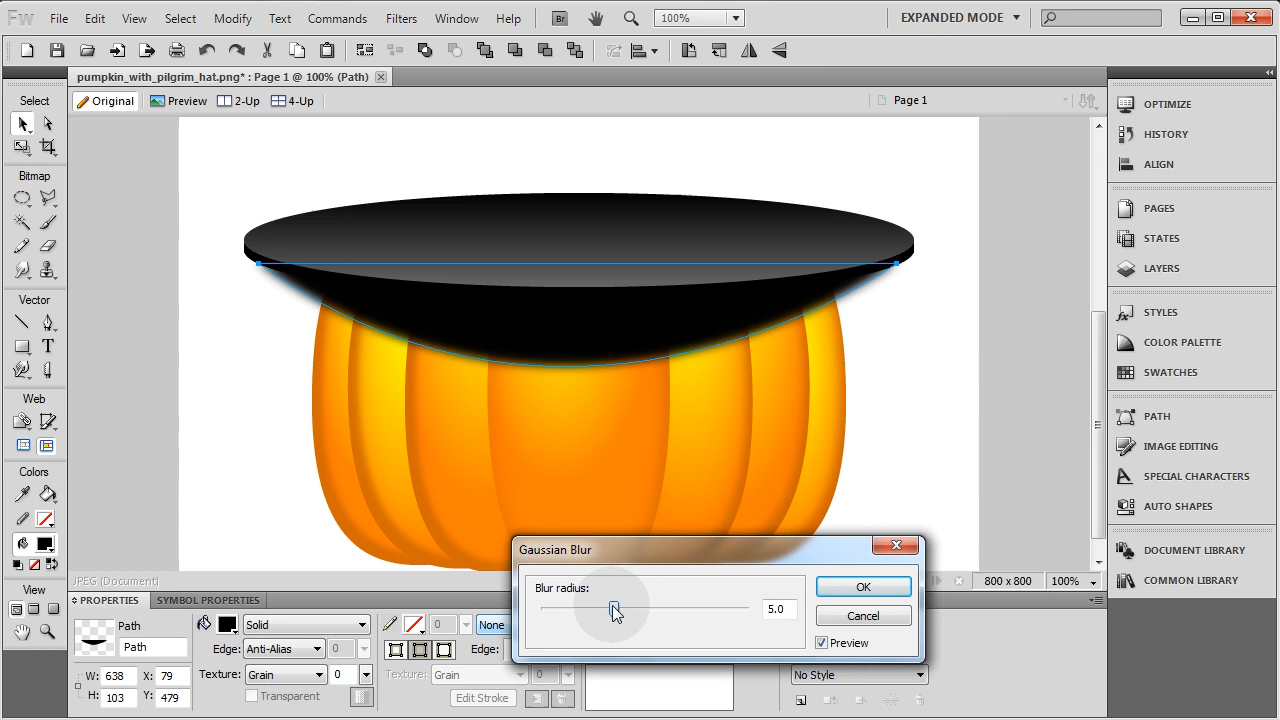 Fw File Edit View Select Modify Text Commands Filters Window Help Br 100% EXPANDED MODE
pumpkin_with_pilgrim_hat.png* : Page 1 @ 100% (Path)
Original Preview 2-Up 4-Up Page 1
Select
Bitmap
Vector
T
Web
Colors
View
OPTIMIZE
HISTORY
ALIGN
PAGES
STATES
LAYERS
STYLES
COLOR PALETTE
SWATCHES
PATH
IMAGE EDITING
SPECIAL CHARACTERS
AUTO SHAPES
DOCUMENT LIBRARY
COMMON LIBRARY
Gaussian Blur
Blur radius:
5.0
OK
Cancel
Preview
JPEG (Document) 800 x 800 100%
PROPERTIES SYMBOL PROPERTIES
Path
Path
W: 638 X: 79
H: 103 Y: 479
Solid
Edge: Anti-Alias 0
Texture: Grain 0
Transparent
0 None
Edge:
Texture: Grain 0
Edit Stroke
No Style